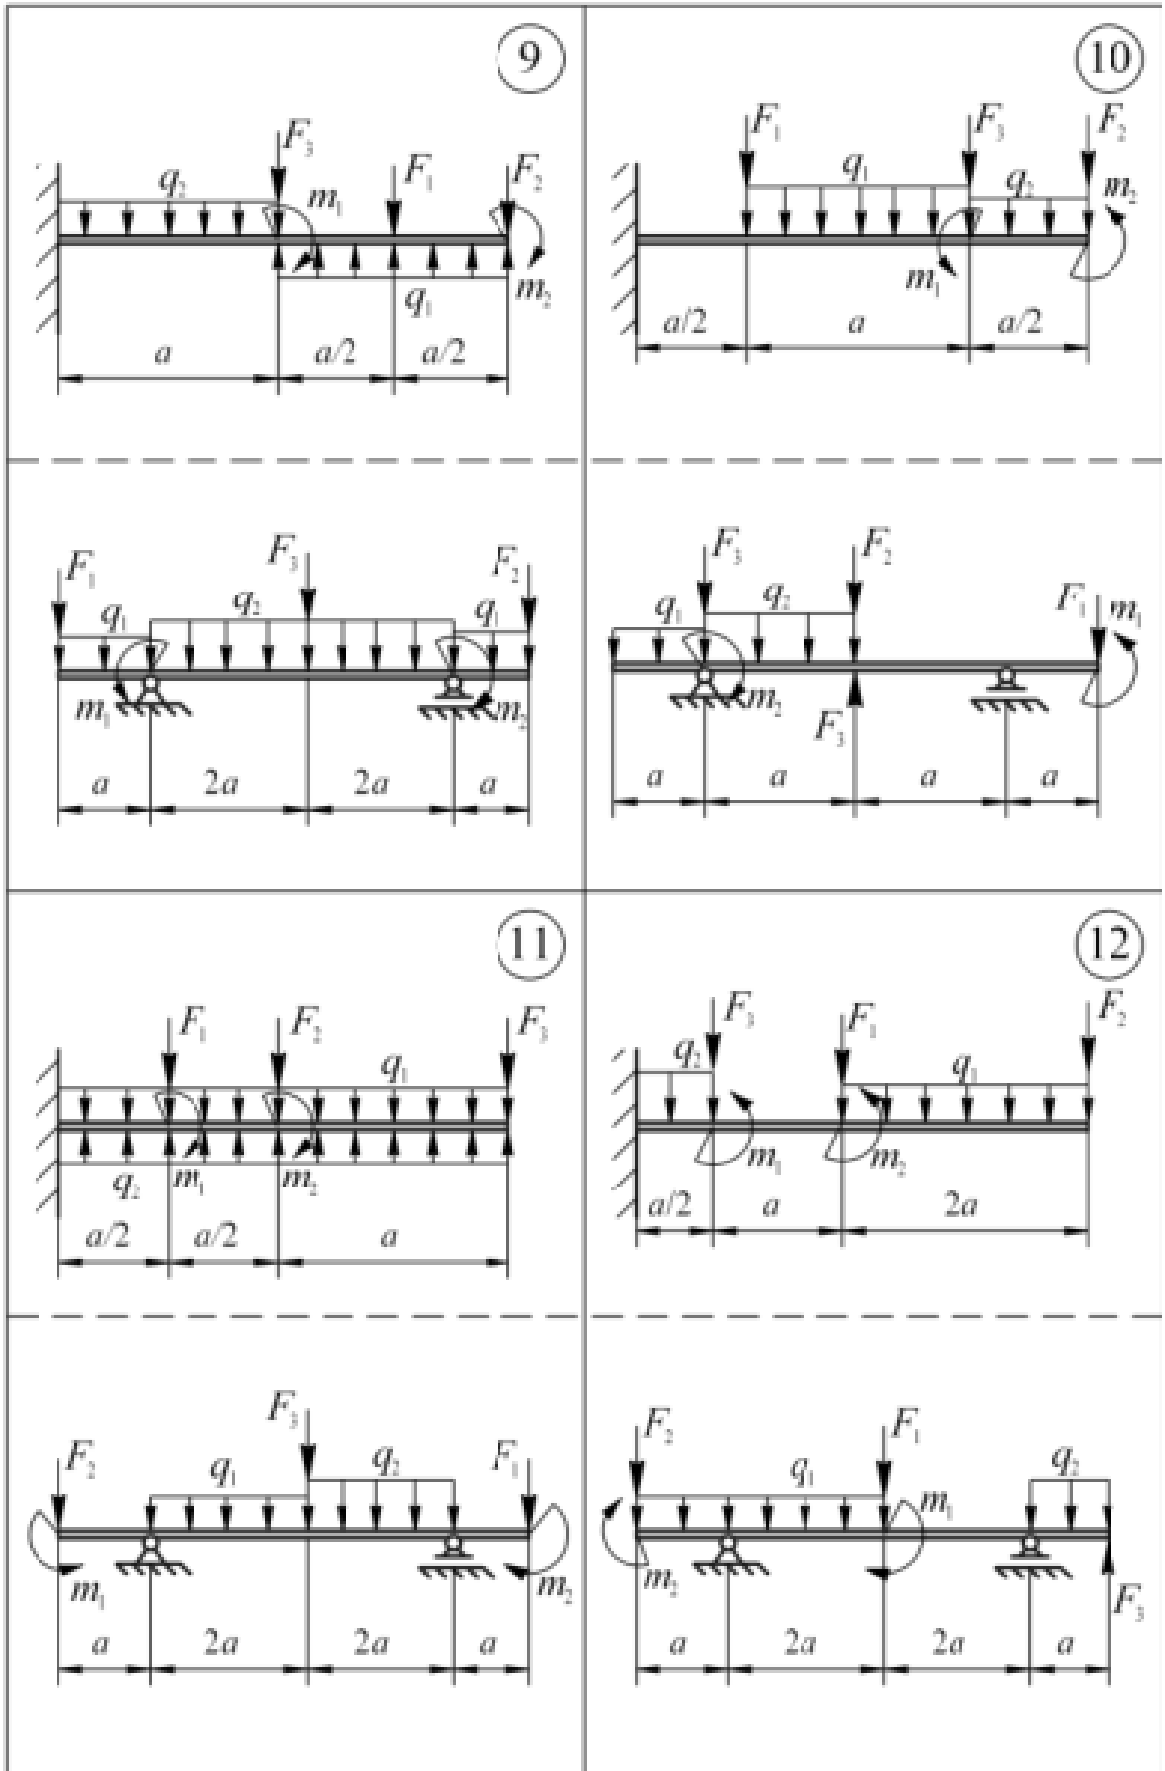 9
F₃
q₂
m₁
F₁
F₂
q₁
m₂
a
a/2
a/2
10
F₁
F₃
F₂
q₁
q₂
m₂
m₁
a/2
a
a/2
F₁
F₃
F₂
q₁
q₂
q₁
m₁
m₂
a
2a
2a
a
F₃
F₂
q₁
q₂
F₁
m₁
m₂
F₃
a
a
a
a
11
F₁
F₂
F₃
q₁
q₂
m₁
m₂
a/2
a/2
a
12
F₃
F₁
F₂
q₂
q₁
m₁
m₂
a/2
a
2a
F₂
F₃
F₁
q₁
q₂
m₁
m₂
a
2a
2a
a
F₂
F₁
q₁
q₂
m₁
m₂
F₃
a
2a
2a
a